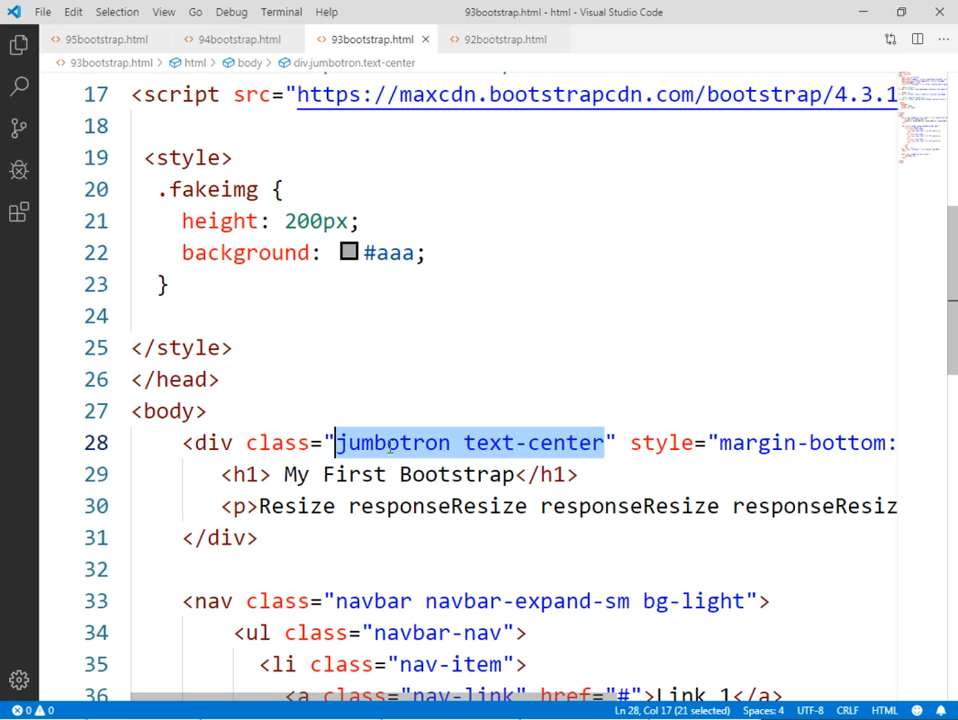 File Edit Selection View Go Debug Terminal Help 93bootstrap.html - html - Visual Studio Code
95bootstrap.html 94bootstrap.html 93bootstrap.html 92bootstrap.html
93bootstrap.html > html > body > div.jumbotron.text-center
17 <script src="https://maxcdn.bootstrapcdn.com/bootstrap/4.3.1
18
19 <style>
20 .fakeimg {
21 height: 200px;
22 background: #aaa;
23 }
24
25 </style>
26 </head>
27 <body>
28 <div class="jumbotron text-center" style="margin-bottom:
29 <h1> My First Bootstrap</h1>
30 <p>Resize responseResize responseResize responseResiz
31 </div>
32
33 <nav class="navbar navbar-expand-sm bg-light">
34 <ul class="navbar-nav">
35 <li class="nav-item">
36 <a class="nav-link" href="#">Link 1</a>
0 0 Ln 28, Col 17 (21 selected) Spaces: 4 UTF-8 CRLF HTML